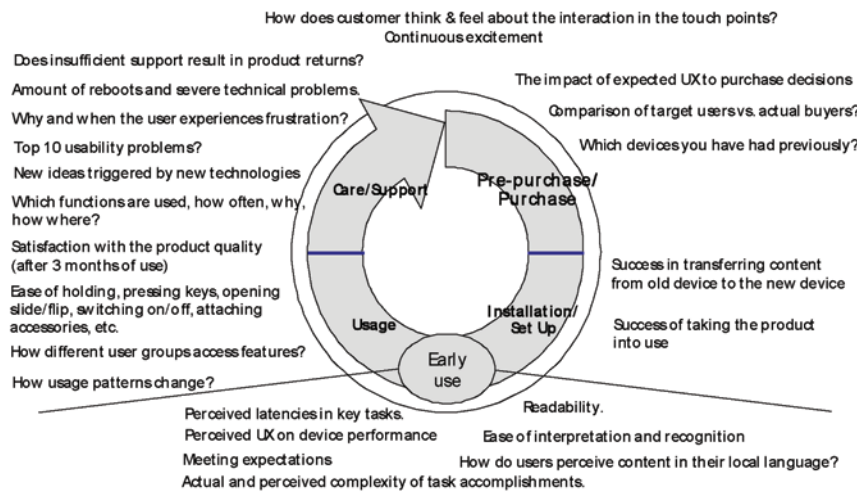 How does customer think & feel about the interaction in the touch points?
Continuous excitement
Does insufficient support result in product returns?
Amount of reboots and severe technical problems.
Why and when the user experiences frustration?
Top 10 usability problems?
New ideas triggered by new technologies
Which functions are used, how often, why,
how where?
Satisfaction with the product quality
(after 3 months of use)
Ease of holding, pressing keys, opening
slide/flip, switching on/off, attaching
accessories, etc.
How different user groups access features?
How usage patterns change?
The impact of expected UX to purchase decisions
Comparison of target users vs. actual buyers?
Which devices you have had previously?
Care/Support
Pre-purchase/
Purchase
Success in transferring content
from old device to the new device
Success of taking the product
into use
Usage
Installation/
Set Up
Early
use
Perceived latencies in key tasks.
Perceived UX on device performance
Meeting expectations
Actual and perceived complexity of task accomplishments.
Readability.
Ease of interpretation and recognition
How do users perceive content in their local language?